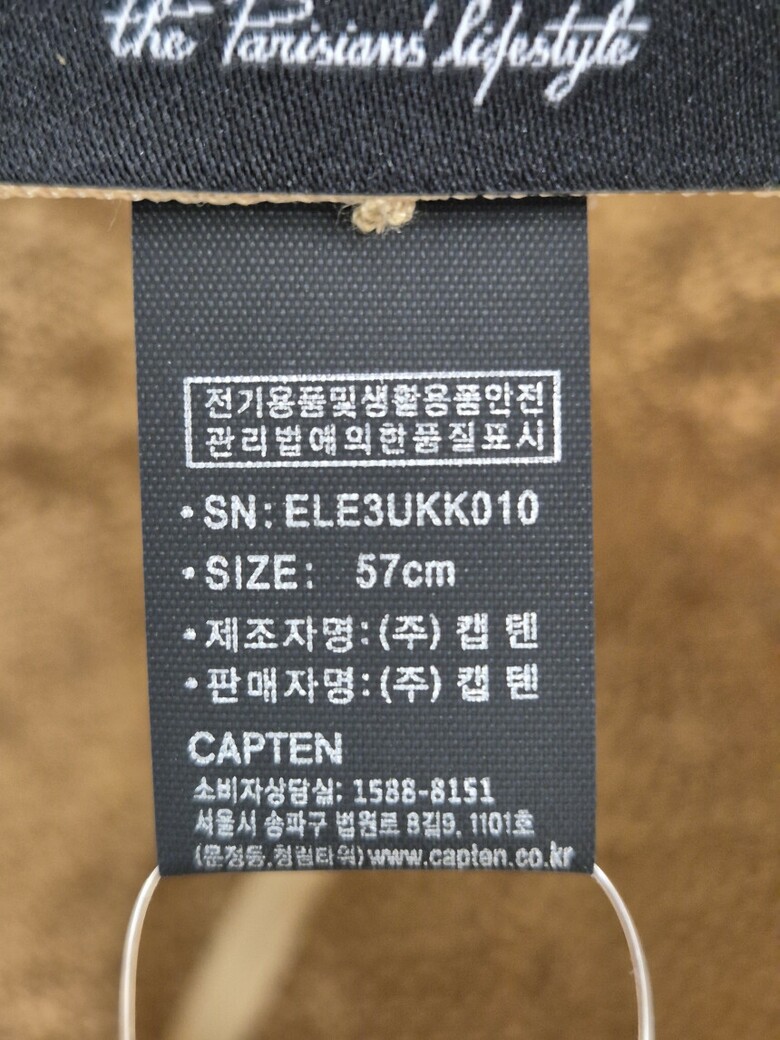 the Parisians' lifestyle
전기용품및생활용품안전
관리법에의한품질표시
• SN: ELE3UKK010
• SIZE: 57cm
• 제조자명:(주) 캡 텐
• 판매자명:(주) 캡 텐
CAPTEN
소비자상담실: 1588-8151
서울시 송파구 법원로 8길9, 1101호
(문정동,청림타워)www.capten.co.kr